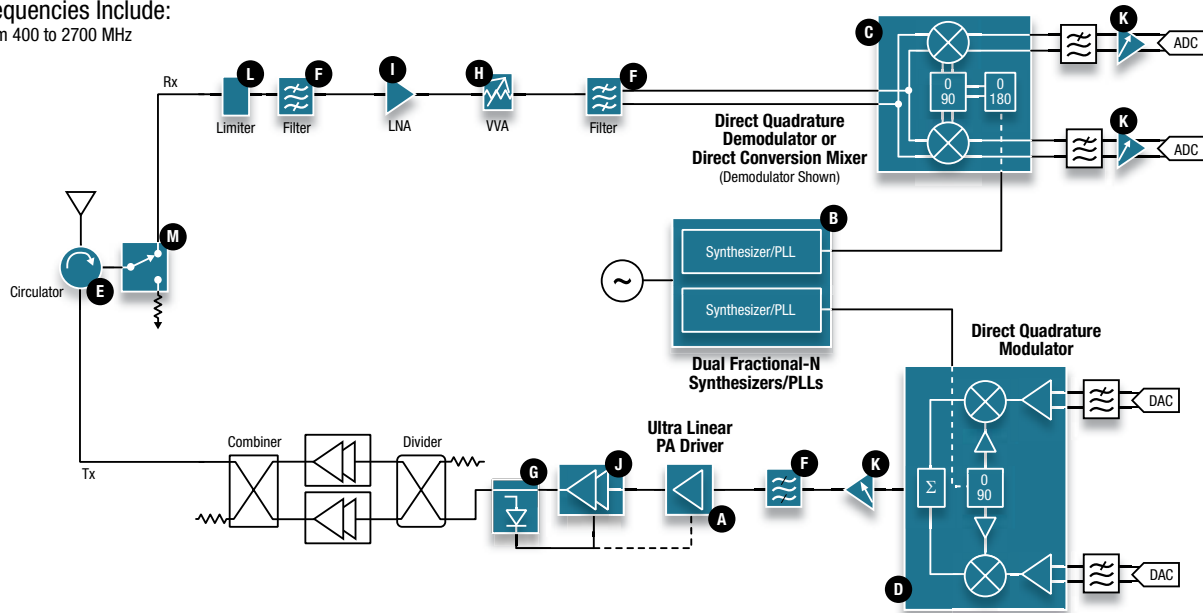 equencies Include:
m 400 to 2700 MHz
Rx
L
Limiter
F
Filter
I
LNA
H
VVA
F
Filter
Direct Quadrature
Demodulator or
Direct Conversion Mixer
(Demodulator Shown)
C
0
90
0
180
K
ADC
K
ADC
M
E
Circulator
B
Synthesizer/PLL
Synthesizer/PLL
~
Dual Fractional-N
Synthesizers/PLLs
Direct Quadrature
Modulator
DAC
Σ
0
90
D
DAC
K
F
Ultra Linear
PA Driver
A
J
G
Divider
Combiner
Tx